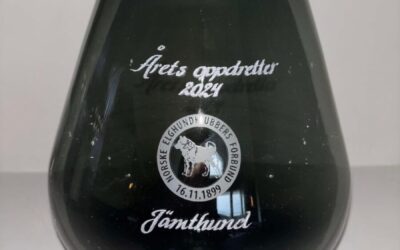 Årets oppdretter
2024
NORSKE ELGHUNDKLUBBERS FORBUND
16.11.1899
Jämthund